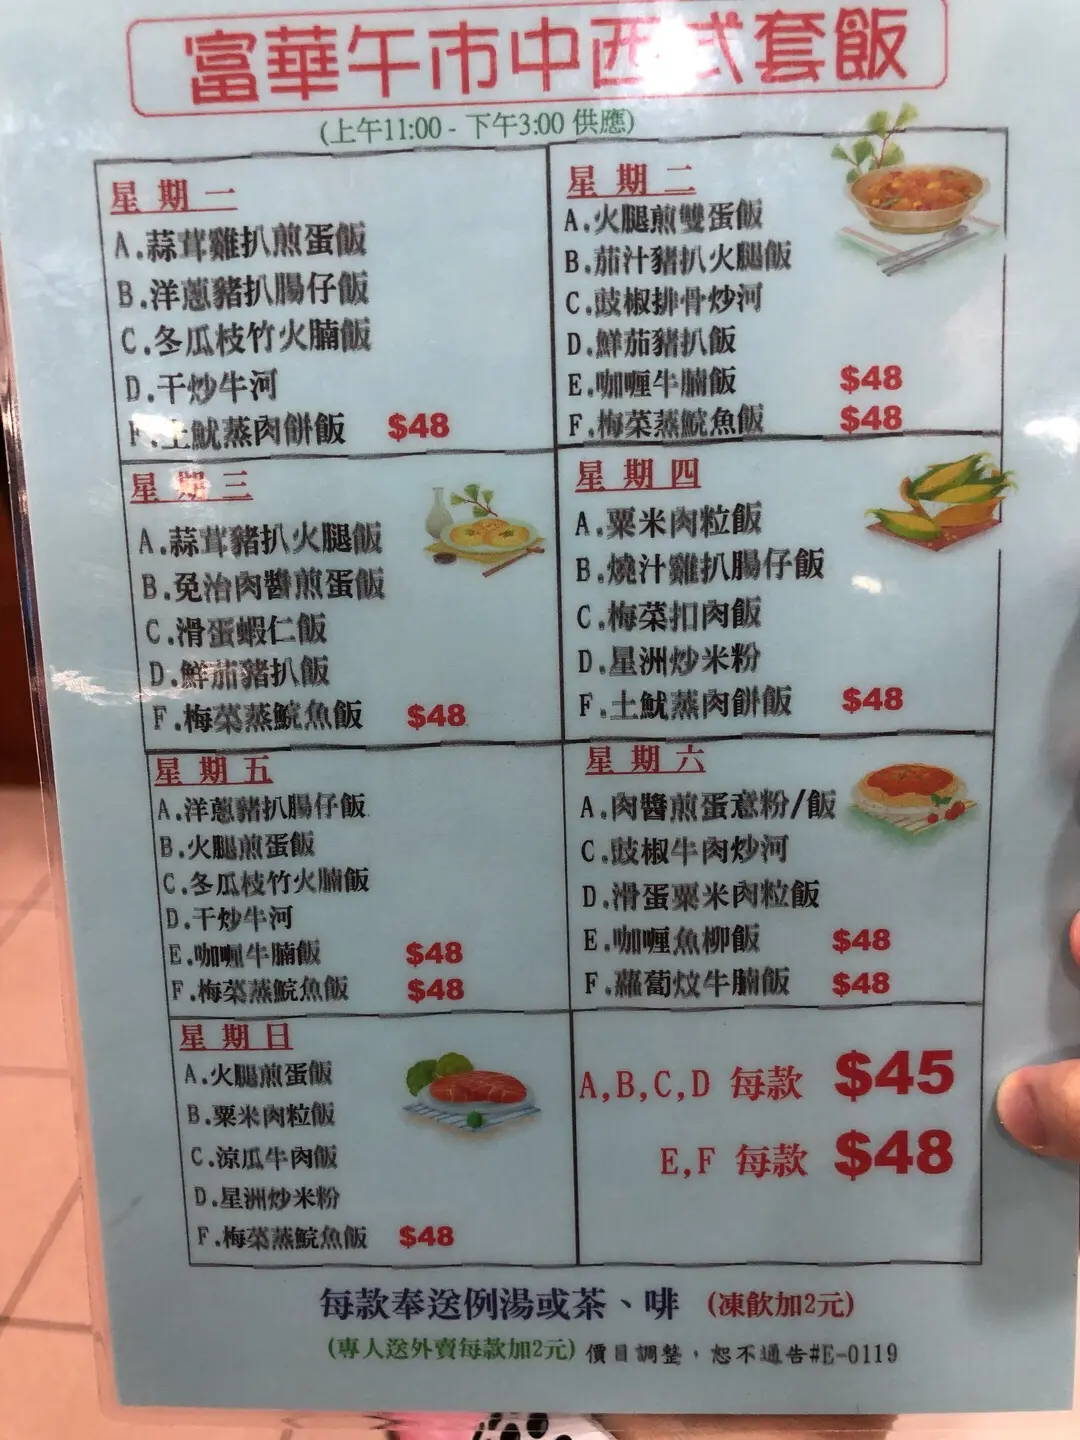 富華午市中西式套飯
(上午11:00 - 下午3:00 供應)
星期一
A.蒜茸雞扒煎蛋飯
B.洋蔥豬扒腸仔飯
C.冬瓜枝竹火腩飯
D.干炒牛河
F.土魷蒸肉餅飯 $48
星期二
A.火腿煎雙蛋飯
B.茄汁豬扒火腿飯
C.豉椒排骨炒河
D.鮮茄豬扒飯
E.咖喱牛腩飯 $48
F.梅菜蒸鯇魚飯 $48
星期三
A.蒜茸豬扒火腿飯
B.免治肉醬煎蛋飯
C.滑蛋蝦仁飯
D.鮮茄豬扒飯
F.梅菜蒸鯇魚飯 $48
星期四
A.粟米肉粒飯
B.燒汁雞扒腸仔飯
C.梅菜扣肉飯
D.星洲炒米粉
F.土魷蒸肉餅飯 $48
星期五
A.洋蔥豬扒腸仔飯
B.火腿煎蛋飯
C.冬瓜枝竹火腩飯
D.干炒牛河
E.咖喱牛腩飯 $48
F.梅菜蒸鯇魚飯 $48
星期六
A.肉醬煎蛋意粉/飯
C.豉椒牛肉炒河
D.滑蛋粟米肉粒飯
E.咖喱魚柳飯 $48
F.蘿蔔炆牛腩飯 $48
星期日
A.火腿煎蛋飯
B.粟米肉粒飯
C.涼瓜牛肉飯
D.星洲炒米粉
F.梅菜蒸鯇魚飯 $48
A,B,C,D 每款 $45
E,F 每款 $48
每款奉送例湯或茶、啡 (凍飲加2元)
(專人送外賣每款加2元) 價目調整，恕不通告#E-0119